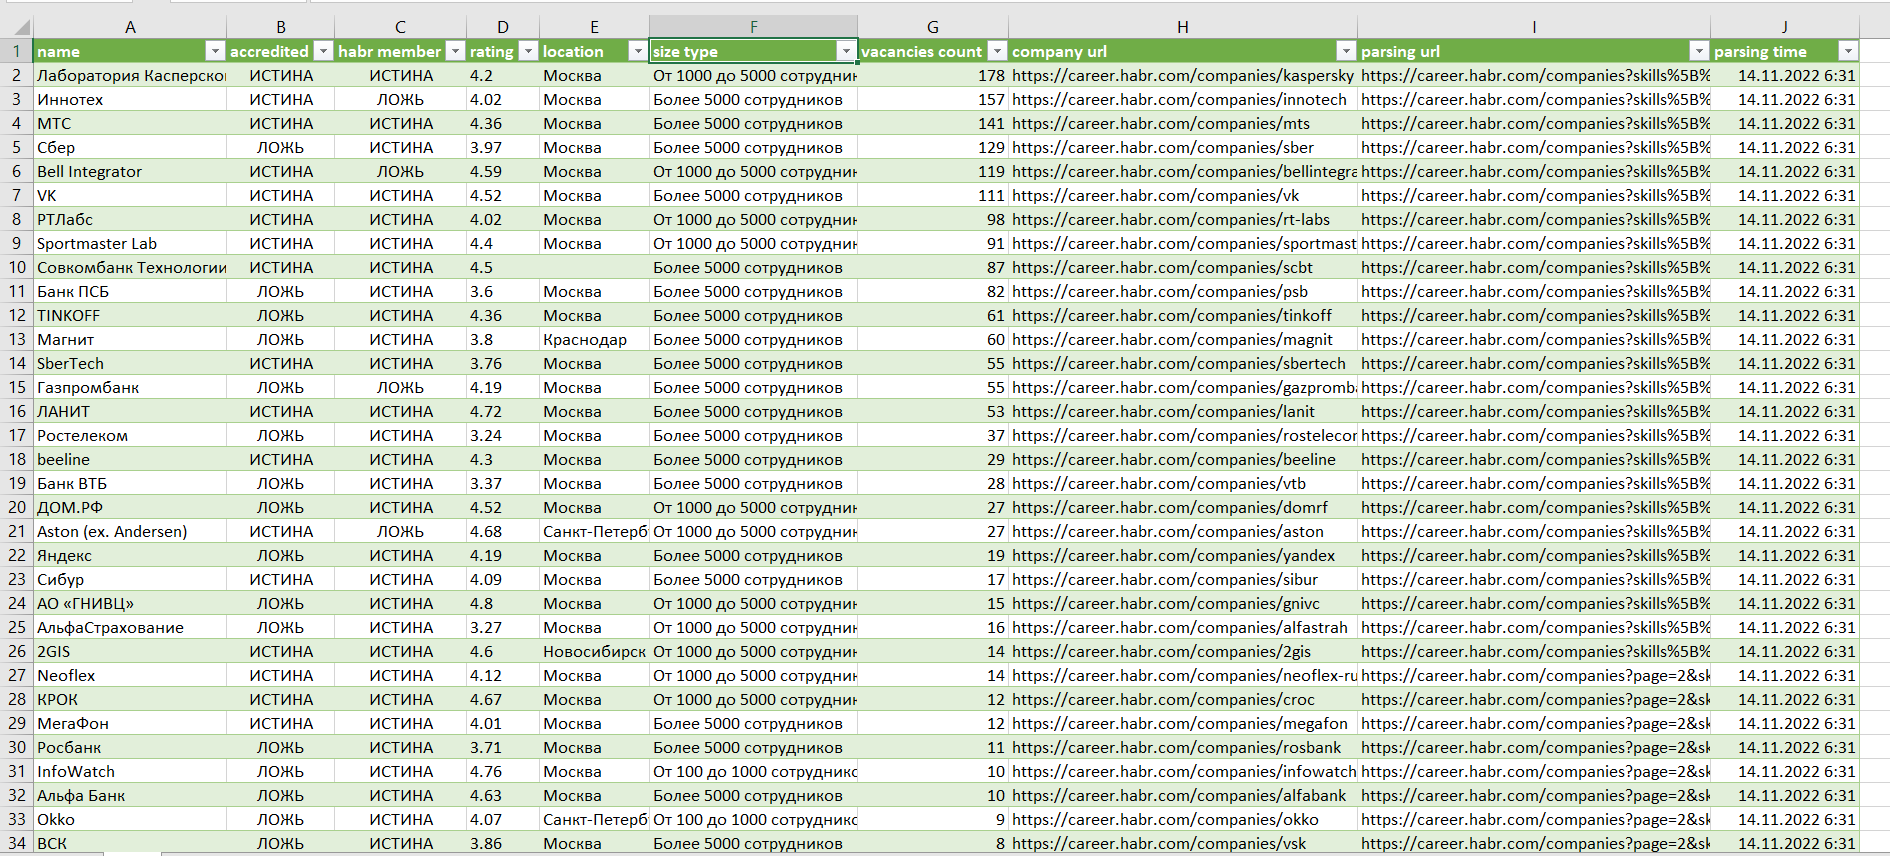 A B C D E F G H I J
1 name accredited habr member rating location size type vacancies count company url parsing url parsing time
2 Лаборатория Касперско ИСТИНА ИСТИНА 4.2 Москва От 1000 до 5000 сотрудни 178 https://career.habr.com/companies/kaspersky https://career.habr.com/companies?skills%5B% 14.11.2022 6:31
3 Иннотех ИСТИНА ЛОЖЬ 4.02 Москва Более 5000 сотрудников 157 https://career.habr.com/companies/innotech https://career.habr.com/companies?skills%5B% 14.11.2022 6:31
4 МТС ИСТИНА ИСТИНА 4.36 Москва Более 5000 сотрудников 141 https://career.habr.com/companies/mts https://career.habr.com/companies?skills%5B% 14.11.2022 6:31
5 Сбер ЛОЖЬ ИСТИНА 3.97 Москва Более 5000 сотрудников 129 https://career.habr.com/companies/sber https://career.habr.com/companies?skills%5B% 14.11.2022 6:31
6 Bell Integrator ИСТИНА ЛОЖЬ 4.59 Москва От 1000 до 5000 сотрудни 119 https://career.habr.com/companies/bellintegra https://career.habr.com/companies?skills%5B% 14.11.2022 6:31
7 VK ИСТИНА ИСТИНА 4.52 Москва Более 5000 сотрудников 111 https://career.habr.com/companies/vk https://career.habr.com/companies?skills%5B% 14.11.2022 6:31
8 РТЛабс ИСТИНА ИСТИНА 4.02 Москва От 1000 до 5000 сотрудни 98 https://career.habr.com/companies/rt-labs https://career.habr.com/companies?skills%5B% 14.11.2022 6:31
9 Sportmaster Lab ИСТИНА ИСТИНА 4.4 Москва От 1000 до 5000 сотрудни 91 https://career.habr.com/companies/sportmast https://career.habr.com/companies?skills%5B% 14.11.2022 6:31
10 Совкомбанк Технологии ИСТИНА ИСТИНА 4.5 Более 5000 сотрудников 87 https://career.habr.com/companies/scbt https://career.habr.com/companies?skills%5B% 14.11.2022 6:31
11 Банк ПСБ ЛОЖЬ ИСТИНА 3.6 Москва Более 5000 сотрудников 82 https://career.habr.com/companies/psb https://career.habr.com/companies?skills%5B% 14.11.2022 6:31
12 TINKOFF ЛОЖЬ ИСТИНА 4.36 Москва Более 5000 сотрудников 61 https://career.habr.com/companies/tinkoff https://career.habr.com/companies?skills%5B% 14.11.2022 6:31
13 Магнит ЛОЖЬ ИСТИНА 3.8 Краснодар Более 5000 сотрудников 60 https://career.habr.com/companies/magnit https://career.habr.com/companies?skills%5B% 14.11.2022 6:31
14 SberTech ИСТИНА ИСТИНА 3.76 Москва Более 5000 сотрудников 55 https://career.habr.com/companies/sbertech https://career.habr.com/companies?skills%5B% 14.11.2022 6:31
15 Газпромбанк ЛОЖЬ ЛОЖЬ 4.19 Москва Более 5000 сотрудников 55 https://career.habr.com/companies/gazpromba https://career.habr.com/companies?skills%5B% 14.11.2022 6:31
16 ЛАНИТ ИСТИНА ИСТИНА 4.72 Москва Более 5000 сотрудников 53 https://career.habr.com/companies/lanit https://career.habr.com/companies?skills%5B% 14.11.2022 6:31
17 Ростелеком ЛОЖЬ ИСТИНА 3.24 Москва Более 5000 сотрудников 37 https://career.habr.com/companies/rostelecor https://career.habr.com/companies?skills%5B% 14.11.2022 6:31
18 beeline ИСТИНА ИСТИНА 4.3 Москва Более 5000 сотрудников 29 https://career.habr.com/companies/beeline https://career.habr.com/companies?skills%5B% 14.11.2022 6:31
19 Банк ВТБ ЛОЖЬ ИСТИНА 3.37 Москва Более 5000 сотрудников 28 https://career.habr.com/companies/vtb https://career.habr.com/companies?skills%5B% 14.11.2022 6:31
20 ДОМ.РФ ЛОЖЬ ИСТИНА 4.52 Москва От 1000 до 5000 сотрудни 27 https://career.habr.com/companies/domrf https://career.habr.com/companies?skills%5B% 14.11.2022 6:31
21 Aston (ex. Andersen) ИСТИНА ЛОЖЬ 4.68 Санкт-Петерб От 1000 до 5000 сотрудни 27 https://career.habr.com/companies/aston https://career.habr.com/companies?skills%5B% 14.11.2022 6:31
22 Яндекс ЛОЖЬ ИСТИНА 4.19 Москва Более 5000 сотрудников 19 https://career.habr.com/companies/yandex https://career.habr.com/companies?skills%5B% 14.11.2022 6:31
23 Сибур ИСТИНА ИСТИНА 4.09 Москва Более 5000 сотрудников 17 https://career.habr.com/companies/sibur https://career.habr.com/companies?skills%5B% 14.11.2022 6:31
24 АО «ГНИВЦ» ЛОЖЬ ИСТИНА 4.8 Москва От 1000 до 5000 сотрудни 15 https://career.habr.com/companies/gnivc https://career.habr.com/companies?skills%5B% 14.11.2022 6:31
25 АльфаСтрахование ЛОЖЬ ИСТИНА 3.27 Москва От 1000 до 5000 сотрудни 16 https://career.habr.com/companies/alfastrah https://career.habr.com/companies?skills%5B% 14.11.2022 6:31
26 2GIS ИСТИНА ИСТИНА 4.6 Новосибирск От 1000 до 5000 сотрудни 14 https://career.habr.com/companies/2gis https://career.habr.com/companies?skills%5B% 14.11.2022 6:31
27 Neoflex ИСТИНА ИСТИНА 4.12 Москва От 1000 до 5000 сотрудни 14 https://career.habr.com/companies/neoflex-ru https://career.habr.com/companies?page=2&sk 14.11.2022 6:31
28 КРОК ИСТИНА ИСТИНА 4.67 Москва От 1000 до 5000 сотрудни 12 https://career.habr.com/companies/croc https://career.habr.com/companies?page=2&sk 14.11.2022 6:31
29 МегаФон ИСТИНА ИСТИНА 4.01 Москва Более 5000 сотрудников 12 https://career.habr.com/companies/megafon https://career.habr.com/companies?page=2&sk 14.11.2022 6:31
30 Росбанк ЛОЖЬ ИСТИНА 3.71 Москва Более 5000 сотрудников 11 https://career.habr.com/companies/rosbank https://career.habr.com/companies?page=2&sk 14.11.2022 6:31
31 InfoWatch ЛОЖЬ ИСТИНА 4.76 Москва От 100 до 1000 сотруднико 10 https://career.habr.com/companies/infowatch https://career.habr.com/companies?page=2&sk 14.11.2022 6:31
32 Альфа Банк ЛОЖЬ ИСТИНА 4.63 Москва Более 5000 сотрудников 10 https://career.habr.com/companies/alfabank https://career.habr.com/companies?page=2&sk 14.11.2022 6:31
33 Okko ЛОЖЬ ИСТИНА 4.07 Санкт-Петерб От 100 до 1000 сотруднико 9 https://career.habr.com/companies/okko https://career.habr.com/companies?page=2&sk 14.11.2022 6:31
34 ВСК ЛОЖЬ ИСТИНА 3.86 Москва Более 5000 сотрудников 8 https://career.habr.com/companies/vsk https://career.habr.com/companies?page=2&sk 14.11.2022 6:31